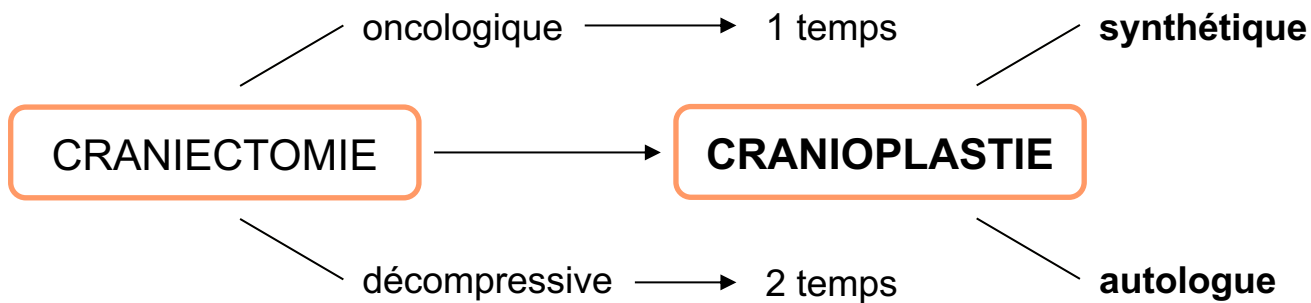 oncologique 1 temps synthétique
CRANIECTOMIE CRANIOPLASTIE
décompressive 2 temps autologue